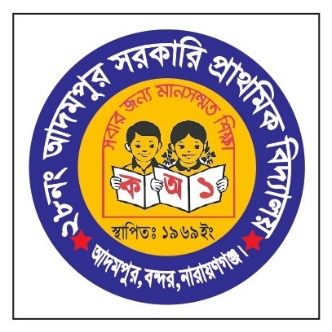 ২৮নং আদমপুর সরকারি প্রাথমিক বিদ্যালয়
সবার জন্য মানসম্মত শিক্ষা
ক অ ১
স্থাপিতঃ ১৯৬৯ইং
আদমপুর, বন্দর, নারায়ণগঞ্জ।